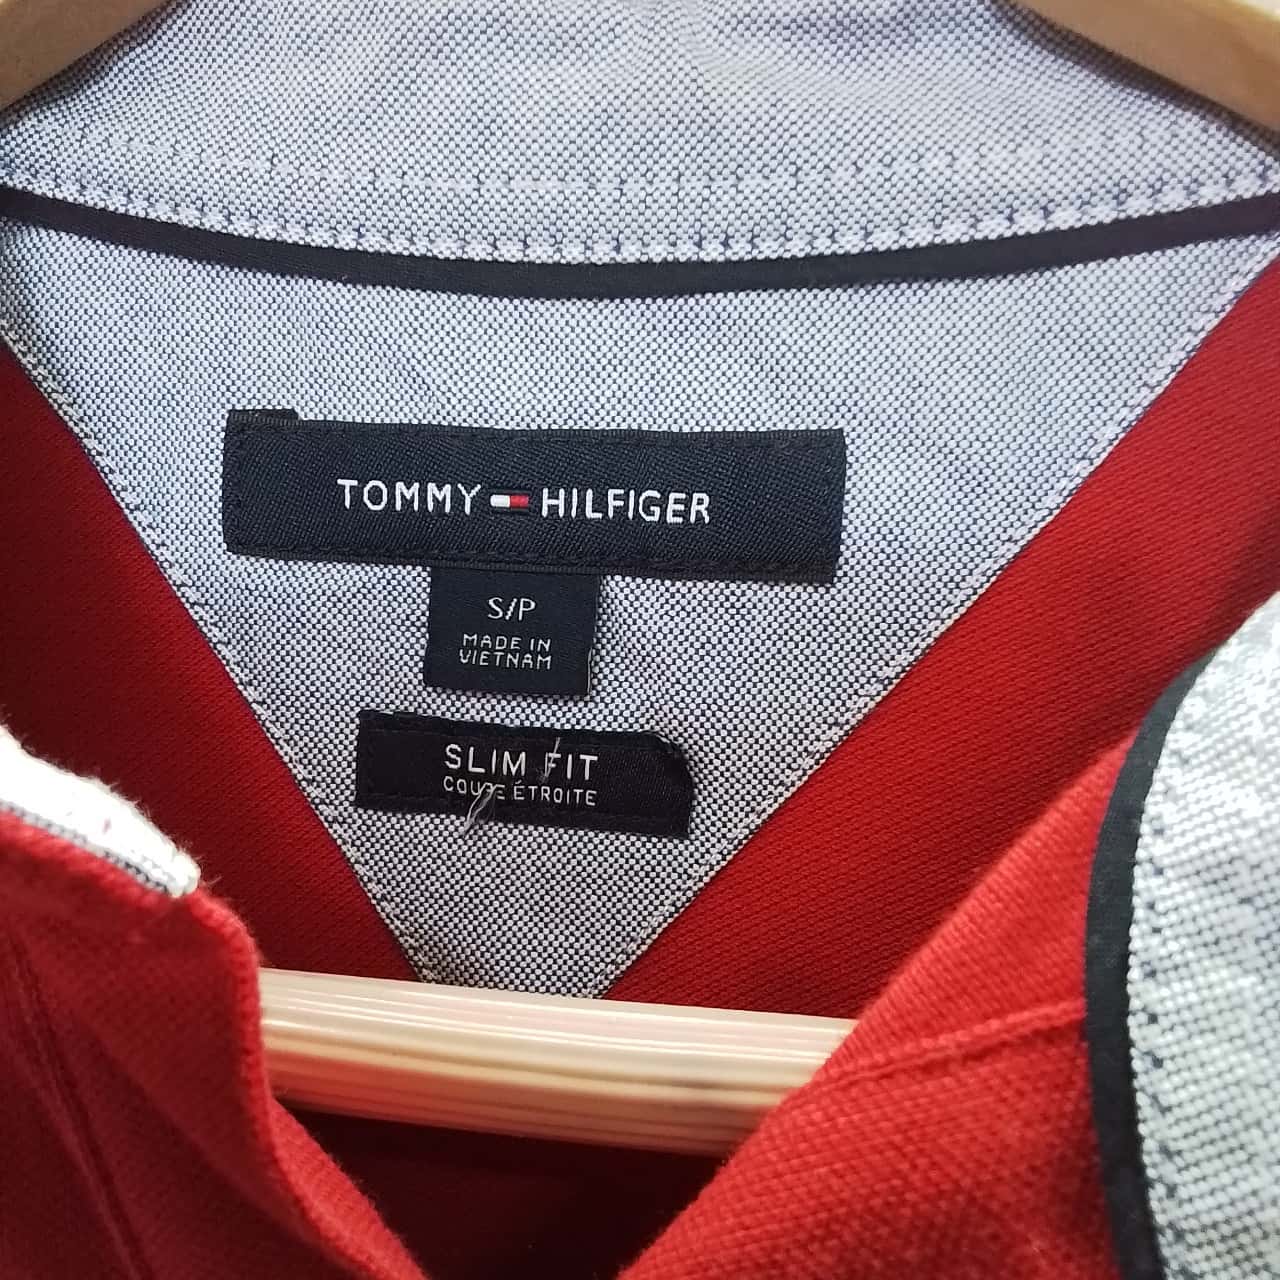 TOMMY HILFIGER
S/P
MADE IN
VIETNAM
SLIM FIT
COUPE ÉTROITE